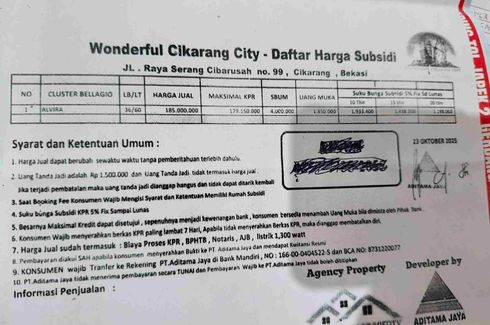 Wonderful Cikarang City - Daftar Harga Subsidi
JL. Raya Serang Cibarusah no. 99, Cikarang, Bekasi
NO CLUSTER BELLAGIO LB/LT HARGA JUAL MAKSIMAL KPR SBUM UANG MUKA Suku Bunga Subsidi 5% Fix Sd Lunas
10 Thn 15 Thn 20 Thn
1 ALVIRA 36/60 185.000.000 179.150.000 4.000.000 1.850.000 1.933.400
Syarat dan Ketentuan Umum :
23 OKTOBER 2025
1. Harga Jual dapat berubah sewaktu waktu tanpa pemberitahuan terlebih dahulu.
2. Uang Tanda Jadi adalah Rp 1.500.000 dan Uang Jadi tidak termasuk harga jual.
Jika terjadi pembatalan maka uang tanda jadi dianggap hangus dan tidak dapat ditarik kembali
3. Saat Booking Fee Konsumen Wajib Mengisi Syarat dan Ketentuan Memiliki Rumah Subsidi
4. Suku bunga Subsidi KPR 5% Fix Sampai Lunas
ADITAMA JAYA
5. Besarnya Maksimal Kredit dapat disetujui, sepenuhnya menjadi kewenangan bank, konsumen bersedia menambah Uang Muka bila diminta oleh Pihak Bank
6. Konsumen Wajib menyerahkan berkas KPR paling lambat 7 Hari, Apabila tidak menyerahkan Berkas KPR, maka dianggap membatalkan diri.
7. Harga Jual sudah termasuk : Biaya Proses KPR, BPHTB, Notaris, AJB, listrik 1.300 watt
8. Pembayaran diakui SAH apabila konsumen menyerahkan Bukti ke PT. Aditama Jaya dan mendapat Kwitansi Resmi
9. KONSUMEN wajib Tranfer ke Rekening PT.Aditama Jaya di Bank Mandiri, NO : 166-00-0404522-5 dan BCA NO: 8731220077
10. PT.Aditama Jaya tidak menerima pembayaran secara TUNAI dan Pembayaran Wajib ke PT.Aditama Jaya tidak boleh dititipkan
Informasi Penjualan :
Agency Property
Developer by
ADITAMA JAYA